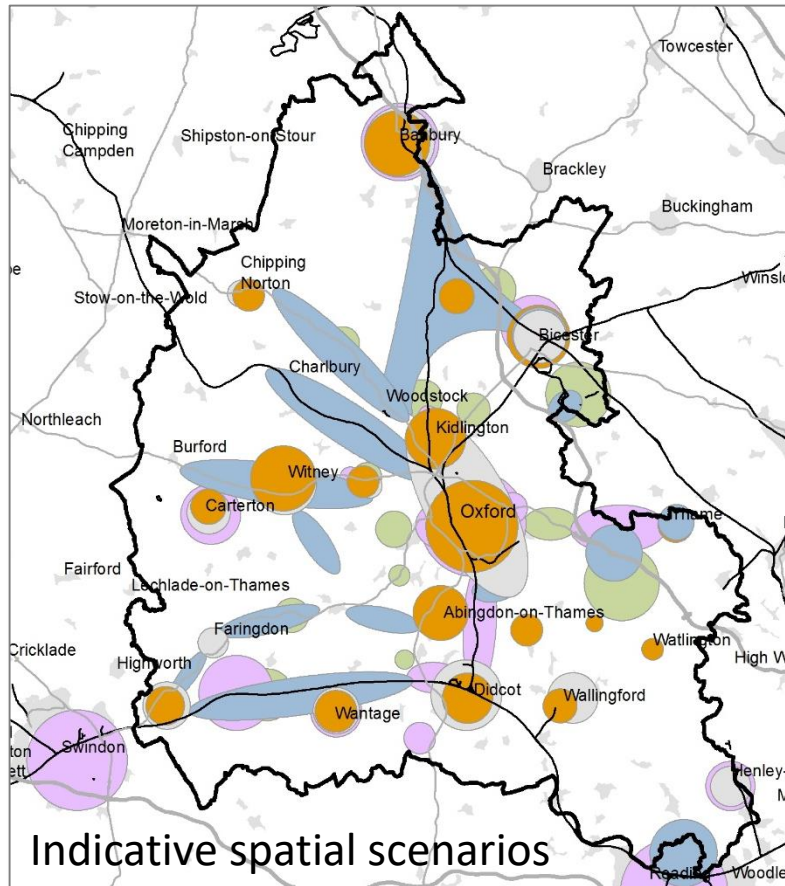 Towcester
Chipping
Campden
Shipston-on-Stour
Banbury
Brackley
Buckingham
Moreton-in-Marsh
Chipping
Norton
Stow-on-the-Wold
Bicester
Charlbury
Woodstock
Northleach
Kidlington
Burford
Witney
Carterton
Oxford
Fairford
Lechlade-on-Thames
Abingdon-on-Thames
Faringdon
Watlington
Cricklade
Highworth
High W
Didcot
Wallingford
Wantage
Swindon
ett
Henley-
M
Reading
Woodle
Indicative spatial scenarios